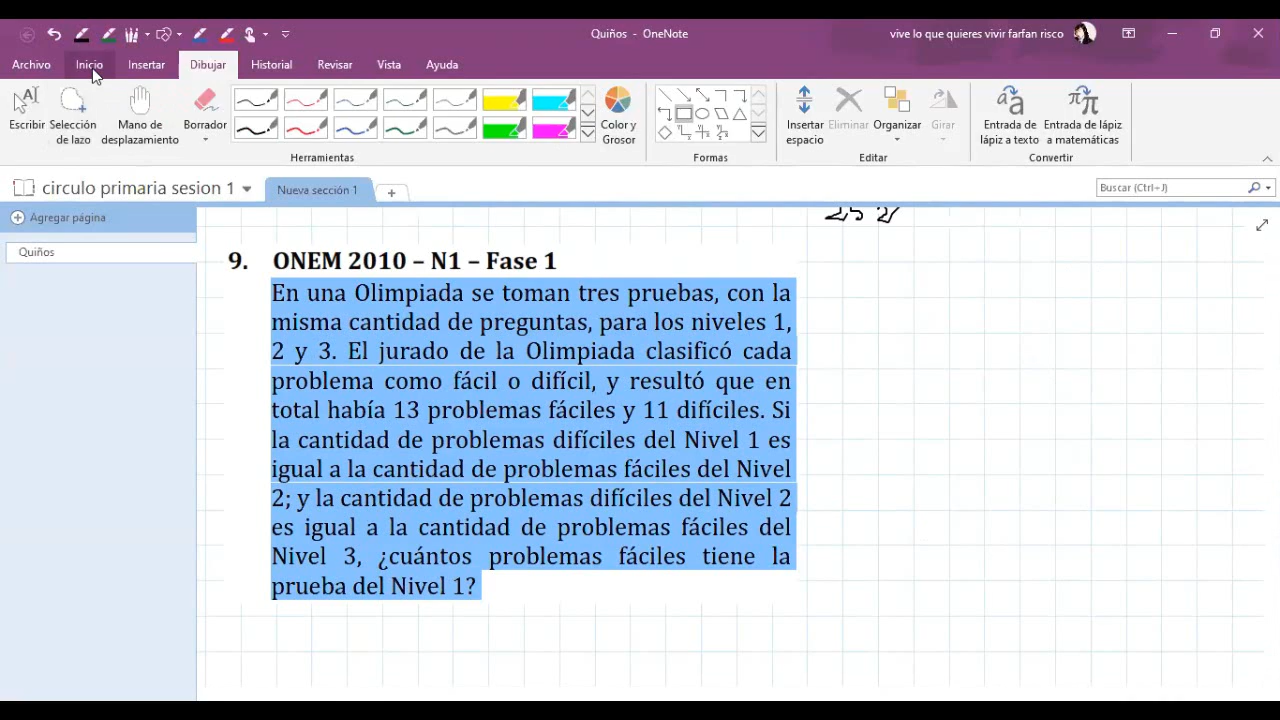 Quiños - OneNote
vive lo que quieres vivir farfan risco
Archivo Inicio Insertar Dibujar Historial Revisar Vista Ayuda
Escribir
Selección de lazo
Mano de desplazamiento
Borrador
Color y Grosor
Insertar espacio
Eliminar
Organizar
Girar
Entrada de lápiz a texto
Entrada de lápiz a matemáticas
Herramientas Formas Editar Convertir
circulo primaria sesion 1
Nueva sección 1
Buscar (Ctrl+J)
Agregar página
Quiños
9. ONEM 2010 – N1 – Fase 1
En una Olimpiada se toman tres pruebas, con la
misma cantidad de preguntas, para los niveles 1,
2 y 3. El jurado de la Olimpiada clasificó cada
problema como fácil o difícil, y resultó que en
total había 13 problemas fáciles y 11 difíciles. Si
la cantidad de problemas difíciles del Nivel 1 es
igual a la cantidad de problemas fáciles del Nivel
2; y la cantidad de problemas difíciles del Nivel 2
es igual a la cantidad de problemas fáciles del
Nivel 3, ¿cuántos problemas fáciles tiene la
prueba del Nivel 1?